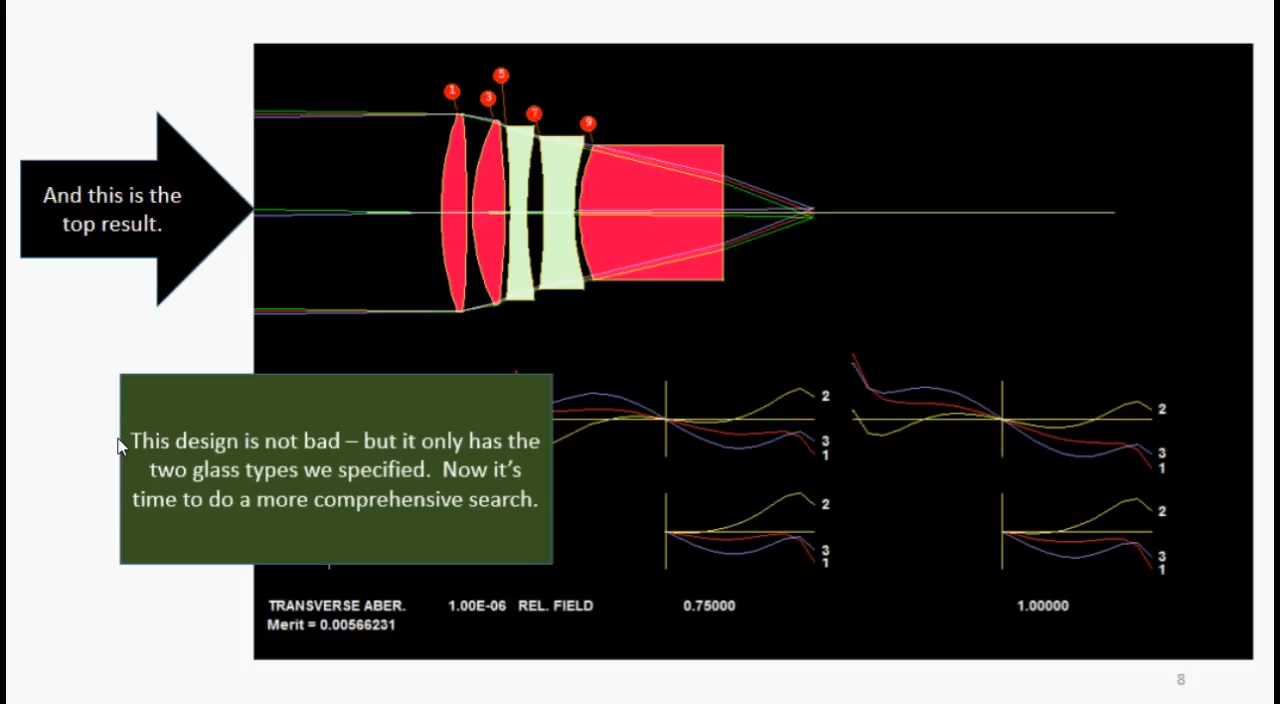 5
1
3
7
9
And this is the
top result.
2
3
1
2
3
1
This design is not bad – but it only has the
two glass types we specified. Now it's
time to do a more comprehensive search.
2
3
1
2
3
1
TRANSVERSE ABER. 1.00E-06 REL. FIELD 0.75000 1.00000
Merit = 0.00566231
8